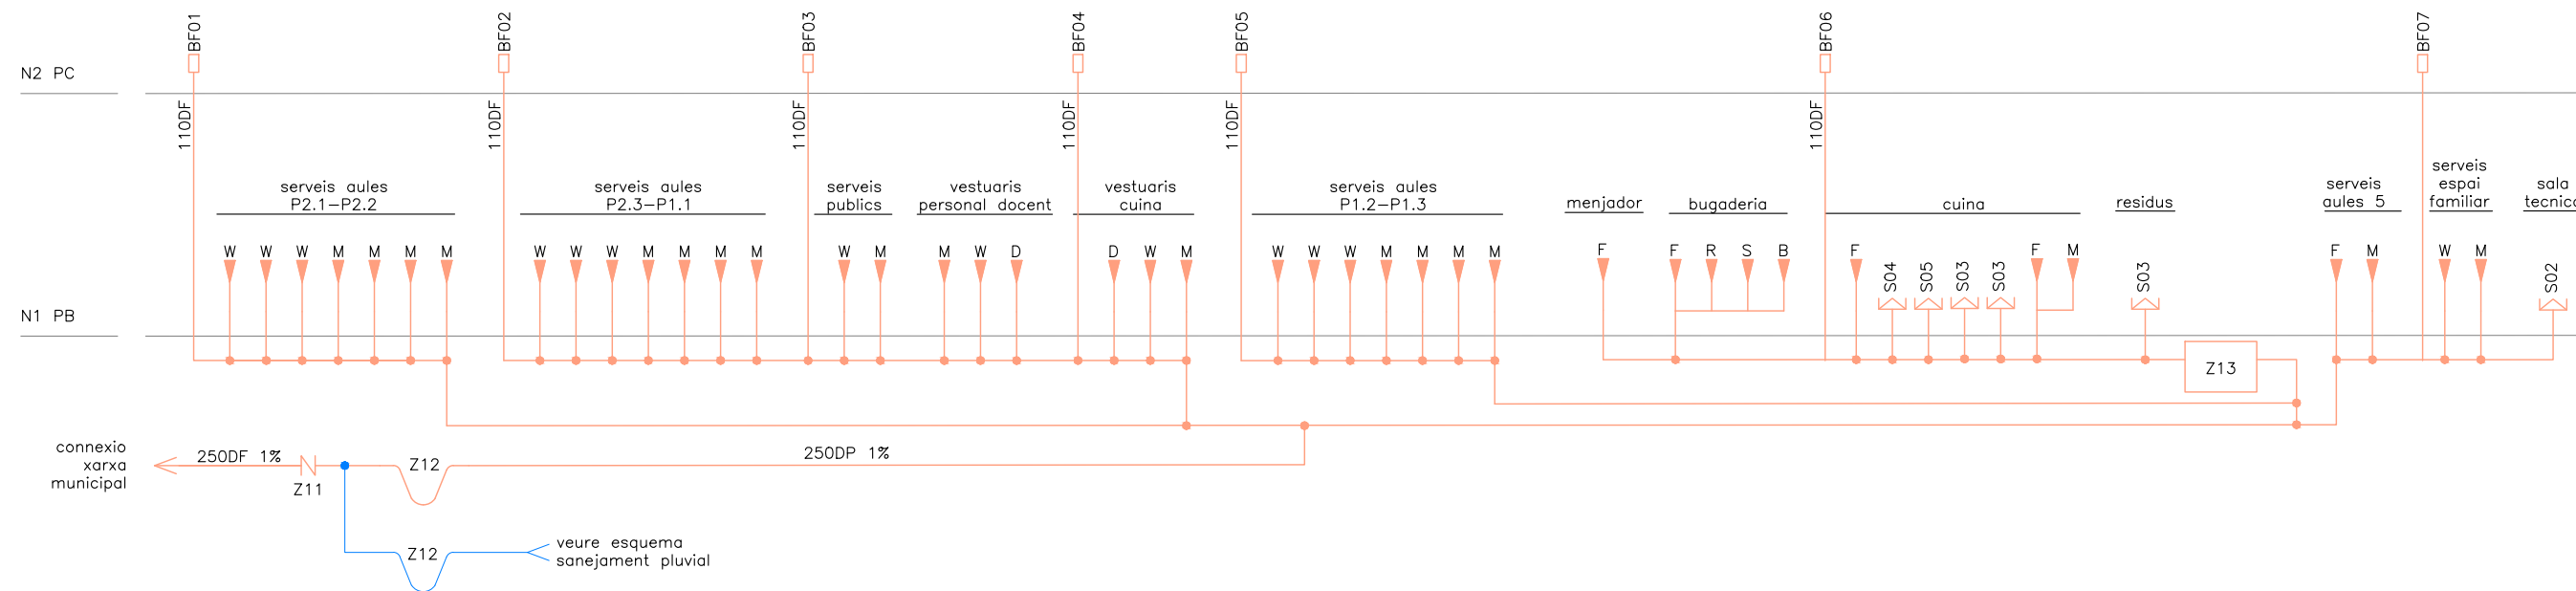 BF01
BF02
BF03
BF04
BF05
BF06
BF07
N2 PC
110DF
110DF
110DF
110DF
110DF
110DF
serveis aules
P2.1-P2.2
serveis aules
P2.3-P1.1
serveis
publics
vestuaris
personal docent
vestuaris
cuina
serveis aules
P1.2-P1.3
menjador
bugaderia
cuina
residus
serveis
aules 5
serveis
espai
familiar
sala
W W W M M M M
W W W M M M M
W M
M W D
D W M
W W W M M M M
F
F R S B
F S04 S05 S03 S03 F M
S03
F M
W M
S02
N1 PB
Z13
connexio
xarxa
municipal
250DF 1%
Z11
Z12
250DP 1%
Z12
veure esquema
sanejament pluvial